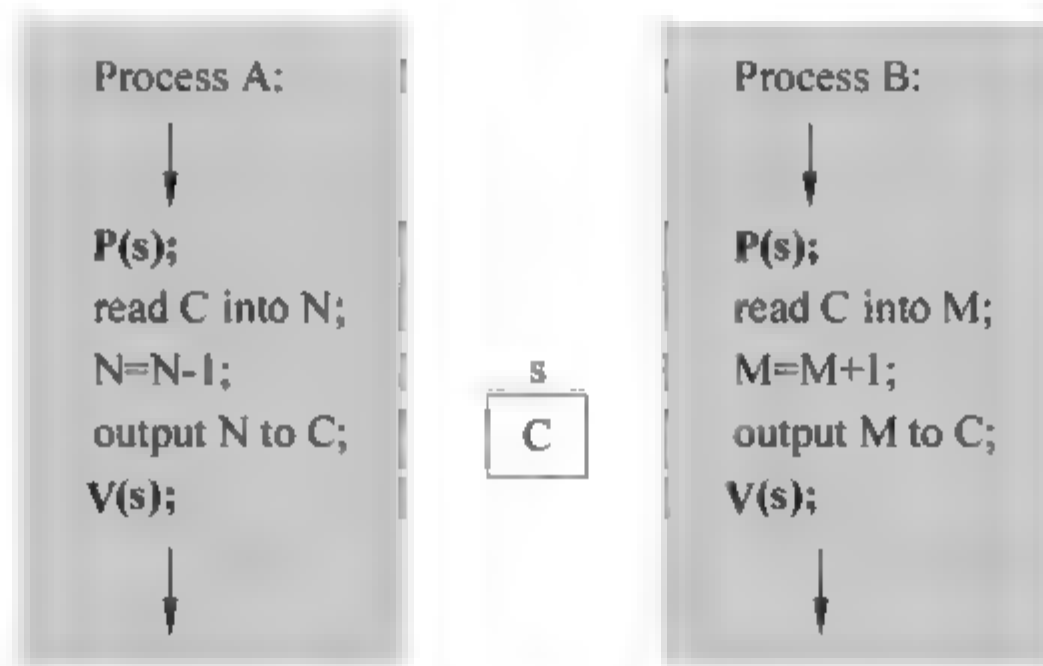 Process A:
P(s);
read C into N;
N=N-1;
output N to C;
V(s);
s
C
Process B:
P(s);
read C into M;
M=M+1;
output M to C;
V(s);